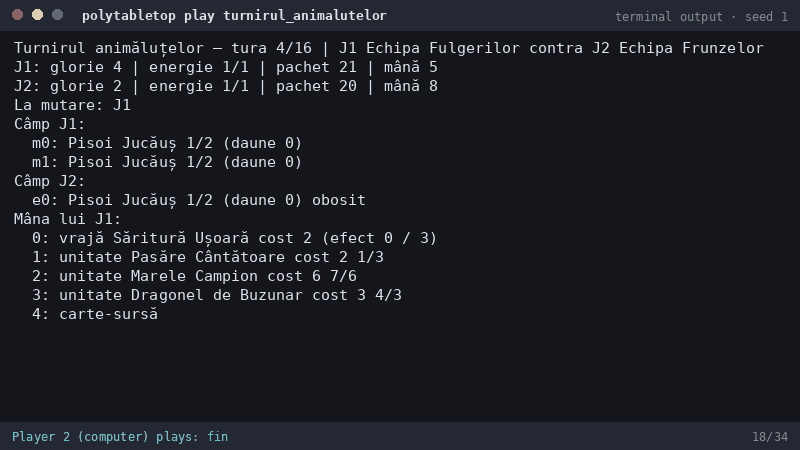 polytabletop play turnirul_animalutelor
terminal output · seed 1
Turnirul animăluțelor — tura 4/16 | J1 Echipa Fulgerilor contra J2 Echipa Frunzelor
J1: glorie 4 | energie 1/1 | pachet 21 | mână 5
J2: glorie 2 | energie 1/1 | pachet 20 | mână 8
La mutare: J1
Câmp J1:
m0: Pisoi Jucăuș 1/2 (daune 0)
m1: Pisoi Jucăuș 1/2 (daune 0)
Câmp J2:
e0: Pisoi Jucăuș 1/2 (daune 0) obosit
Mâna lui J1:
0: vrajă Săritură Ușoară cost 2 (efect 0 / 3)
1: unitate Pasăre Cântătoare cost 2 1/3
2: unitate Marele Campion cost 6 7/6
3: unitate Dragonel de Buzunar cost 3 4/3
4: carte-sursă
Player 2 (computer) plays: fin
18/34